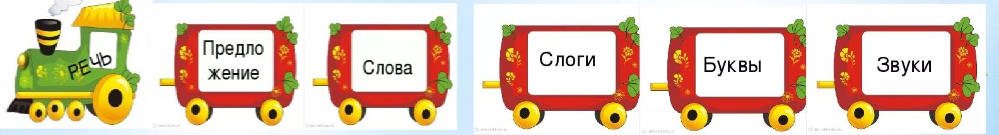 РЕЧЬ
Предло
жение
Слова
Слоги
Буквы
Звуки